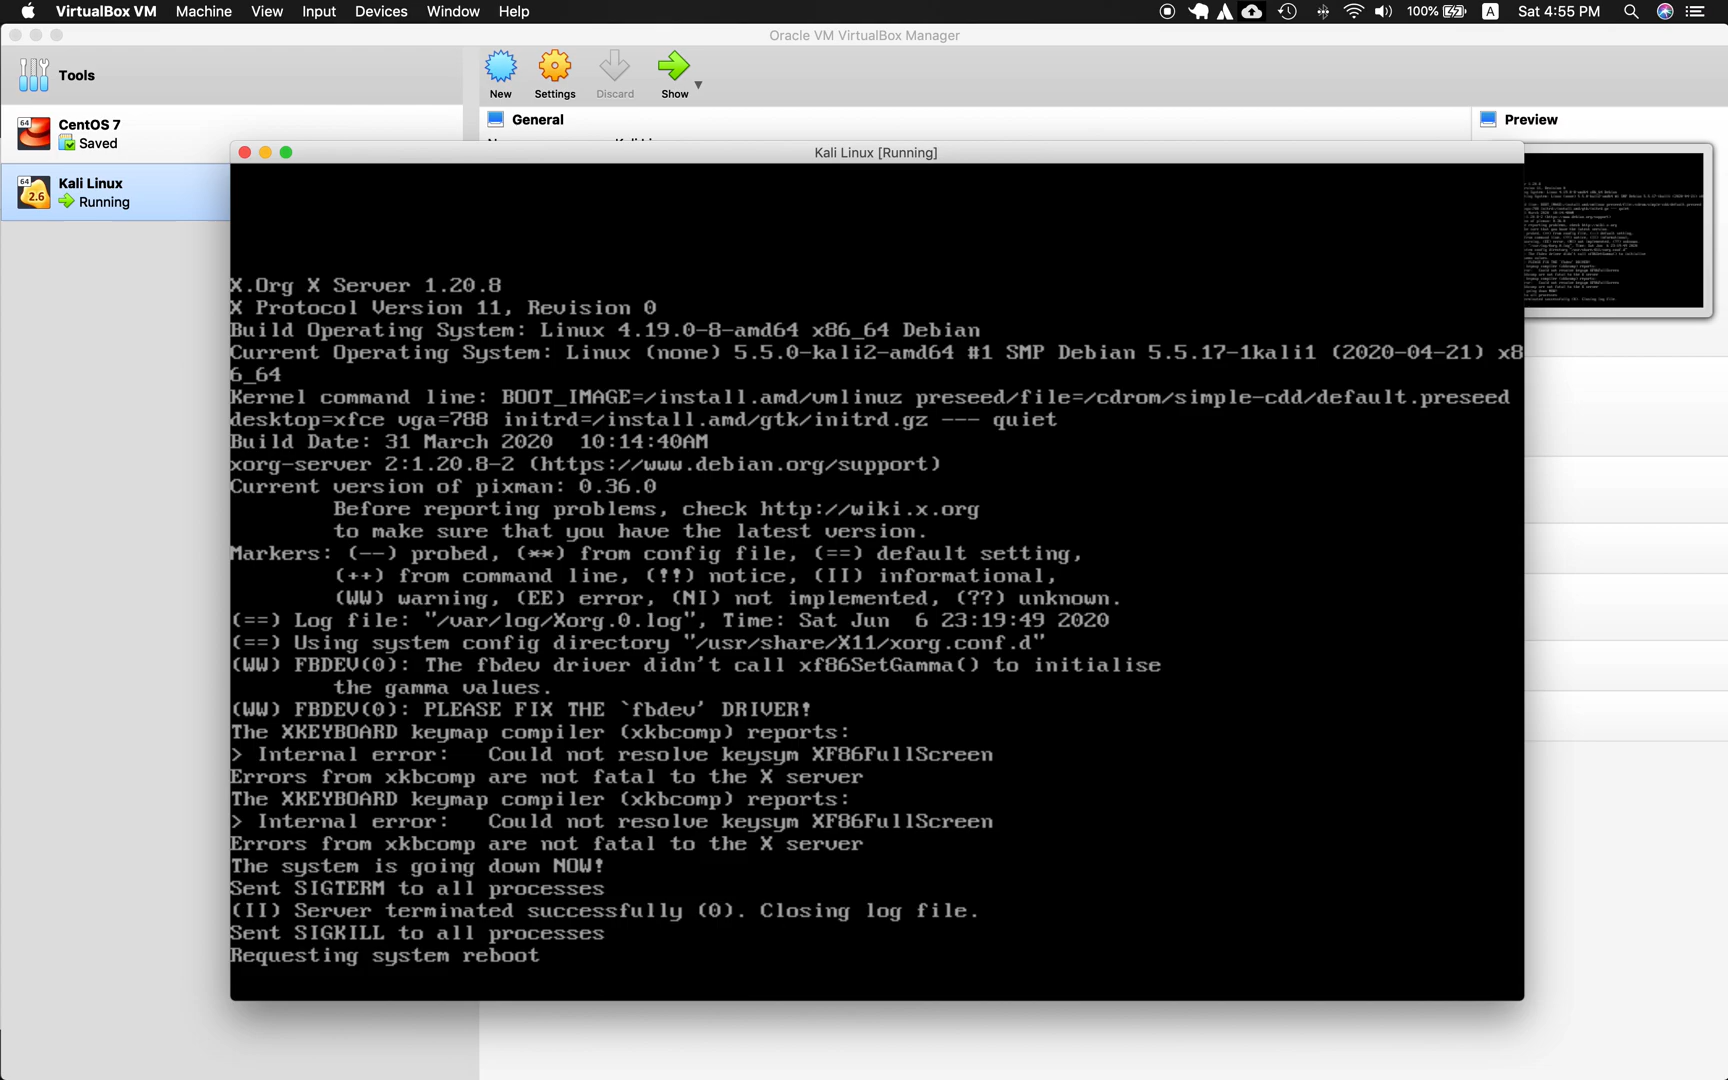 VirtualBox VM Machine View Input Devices Window Help 100% A Sat 4:55 PM
Oracle VM VirtualBox Manager
Tools
New Settings Discard Show
64 CentOS 7
Saved
General
Preview
Kali Linux [Running]
64 Kali Linux
2.6 Running
X.Org X Server 1.20.8
X Protocol Version 11, Revision 0
Build Operating System: Linux 4.19.0-8-amd64 x86_64 Debian
Current Operating System: Linux (none) 5.5.0-kali2-amd64 #1 SMP Debian 5.5.17-1kali1 (2020-04-21) x8
6_64
Kernel command line: BOOT_IMAGE=/install.amd/vmlinuz preseed/file=/cdrom/simple-cdd/default.preseed
desktop=xfce vga=788 initrd=/install.amd/gtk/initrd.gz --- quiet
Build Date: 31 March 2020  10:14:40AM
xorg-server 2:1.20.8-2 (https://www.debian.org/support)
Current version of pixman: 0.36.0
Before reporting problems, check http://wiki.x.org
to make sure that you have the latest version.
Markers: (--) probed, (**) from config file, (==) default setting,
(++) from command line, (!!) notice, (II) informational,
(WW) warning, (EE) error, (NI) not implemented, (??) unknown.
(==) Log file: "/var/log/Xorg.0.log", Time: Sat Jun  6 23:19:49 2020
(==) Using system config directory "/usr/share/X11/xorg.conf.d"
(WW) FBDEV(0): The fbdev driver didn't call xf86SetGamma() to initialise
the gamma values.
(WW) FBDEV(0): PLEASE FIX THE `fbdev' DRIVER!
The XKEYBOARD keymap compiler (xkbcomp) reports:
> Internal error:   Could not resolve keysym XF86FullScreen
Errors from xkbcomp are not fatal to the X server
The XKEYBOARD keymap compiler (xkbcomp) reports:
> Internal error:   Could not resolve keysym XF86FullScreen
Errors from xkbcomp are not fatal to the X server
The system is going down NOW!
Sent SIGTERM to all processes
(II) Server terminated successfully (0). Closing log file.
Sent SIGKILL to all processes
Requesting system reboot